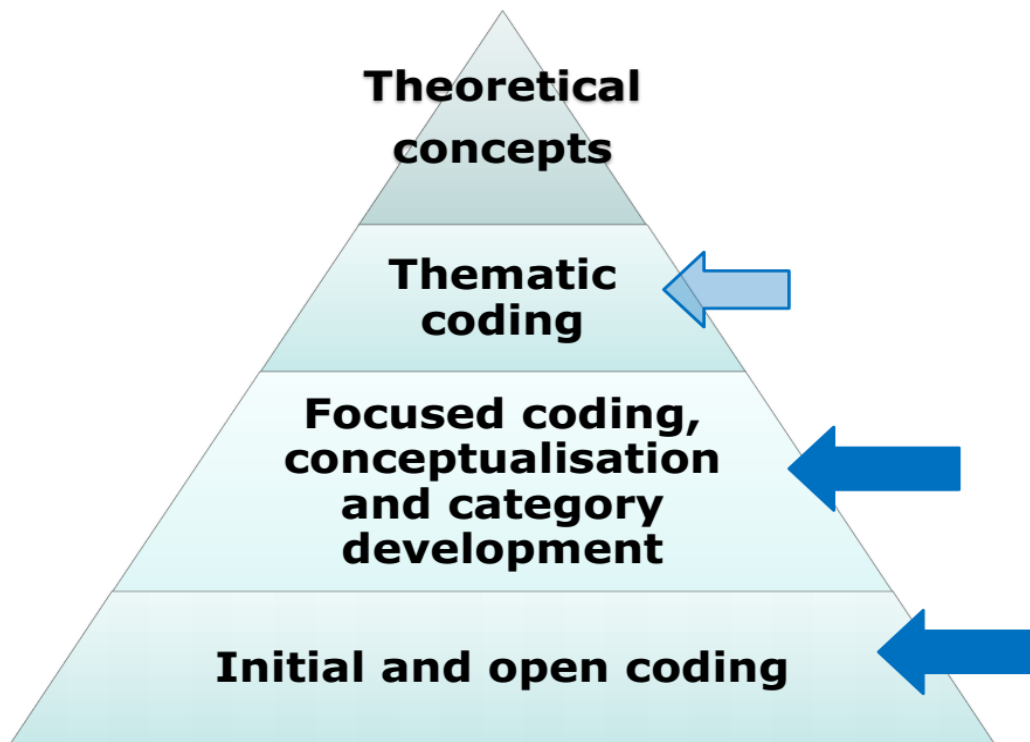 Theoretical
concepts
Thematic
coding
Focused coding,
conceptualisation
and category
development
Initial and open coding